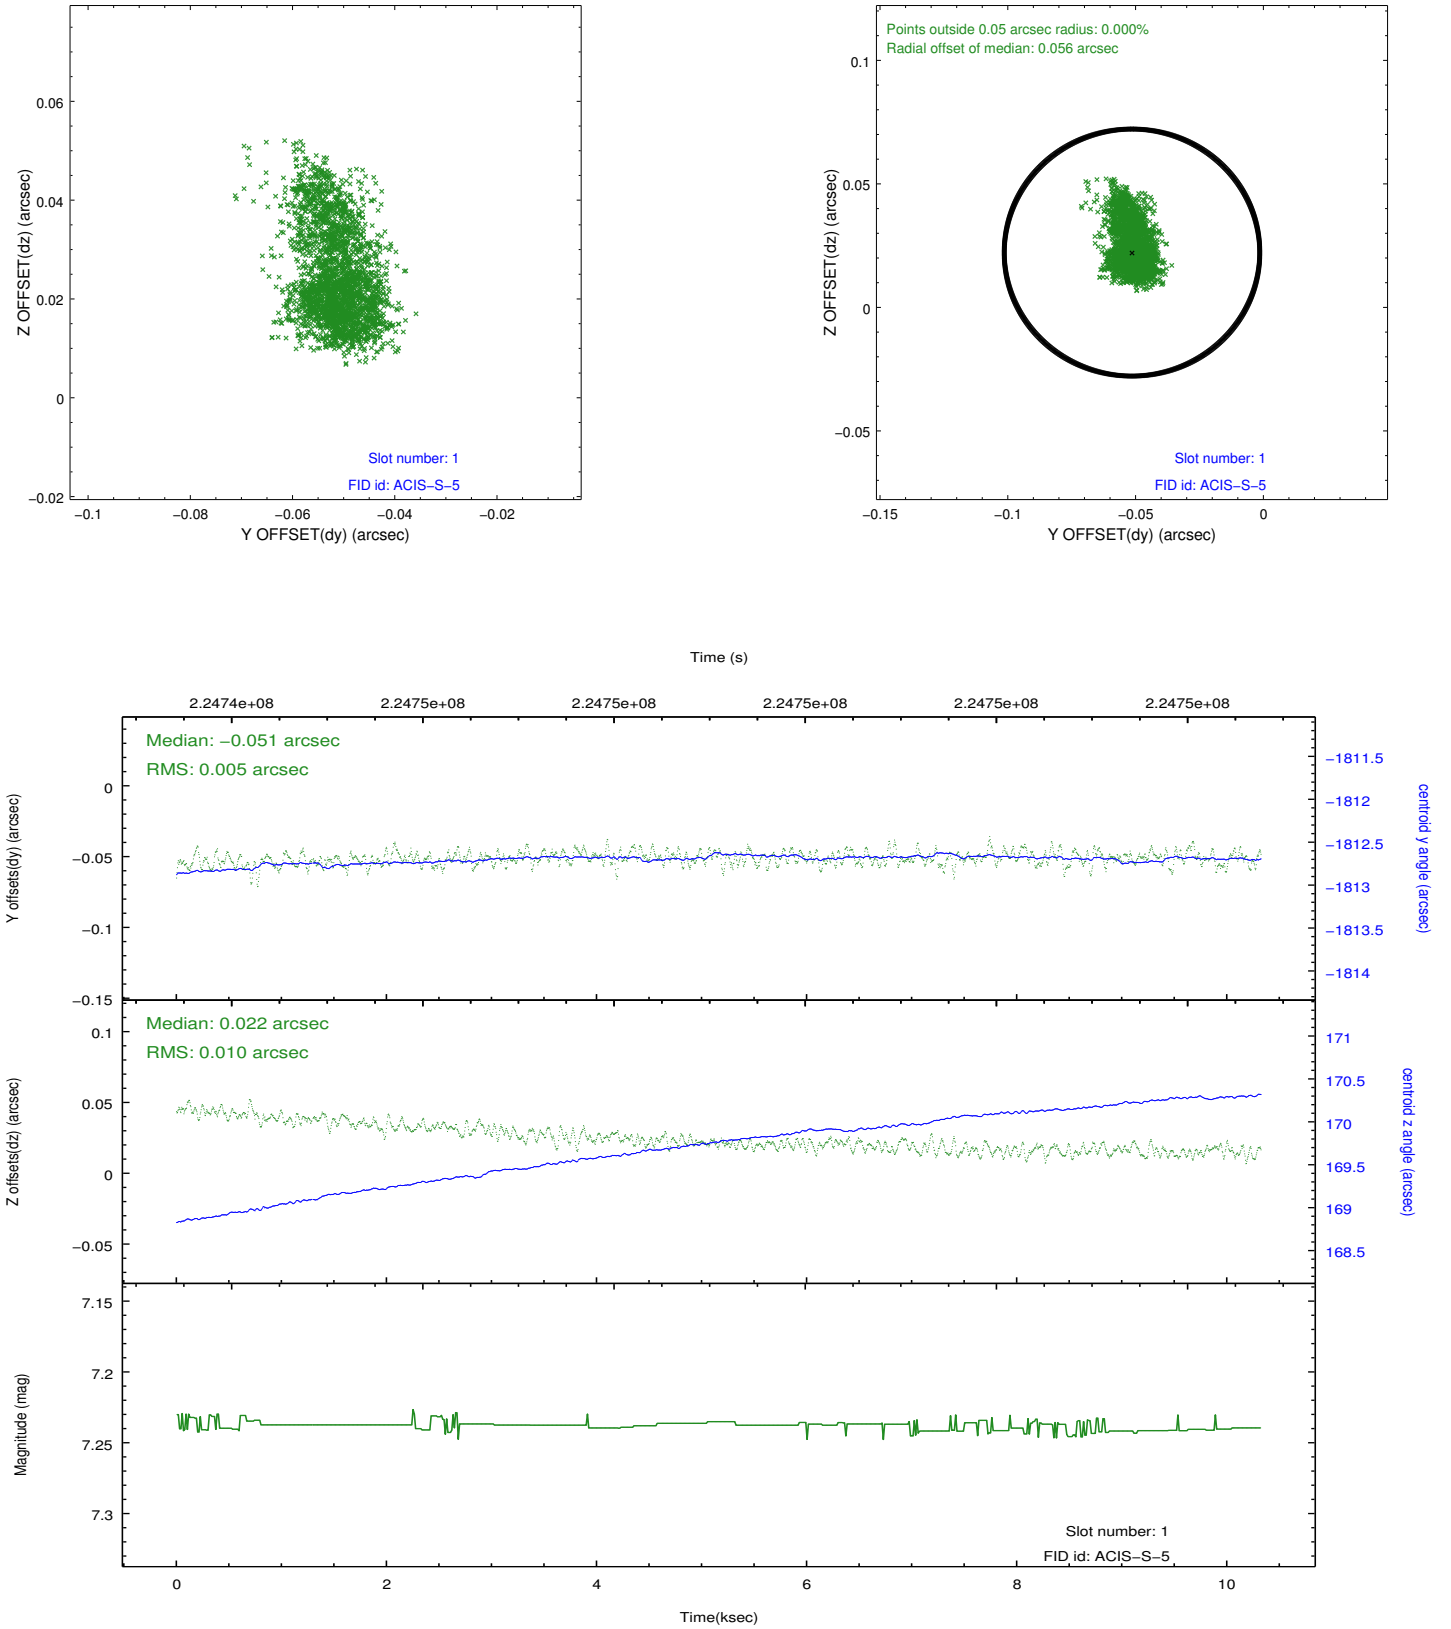 0.06
0.04
0.02
0
−0.02
Z OFFSET(dz) (arcsec)
Slot number: 1
FID id: ACIS−S−5
−0.1
−0.08
−0.06
−0.04
−0.02
Y OFFSET(dy) (arcsec)
Points outside 0.05 arcsec radius: 0.000%
Radial offset of median: 0.056 arcsec
0.1
0.05
0
−0.05
Z OFFSET(dz) (arcsec)
Slot number: 1
FID id: ACIS−S−5
−0.15
−0.1
−0.05
0
Y OFFSET(dy) (arcsec)
Time (s)
2.2474e+08
2.2475e+08
2.2475e+08
2.2475e+08
2.2475e+08
2.2475e+08
Median: −0.051 arcsec
RMS: 0.005 arcsec
0
−0.05
−0.1
−0.15
Y offsets(dy) (arcsec)
−1811.5
−1812
−1812.5
−1813
−1813.5
−1814
centroid y angle (arcsec)
Median: 0.022 arcsec
RMS: 0.010 arcsec
0.1
0.05
0
−0.05
Z offsets(dz) (arcsec)
171
170.5
170
169.5
169
168.5
centroid z angle (arcsec)
7.15
7.2
7.25
7.3
Magnitude (mag)
Slot number: 1
FID id: ACIS−S−5
0
2
4
6
8
10
Time(ksec)